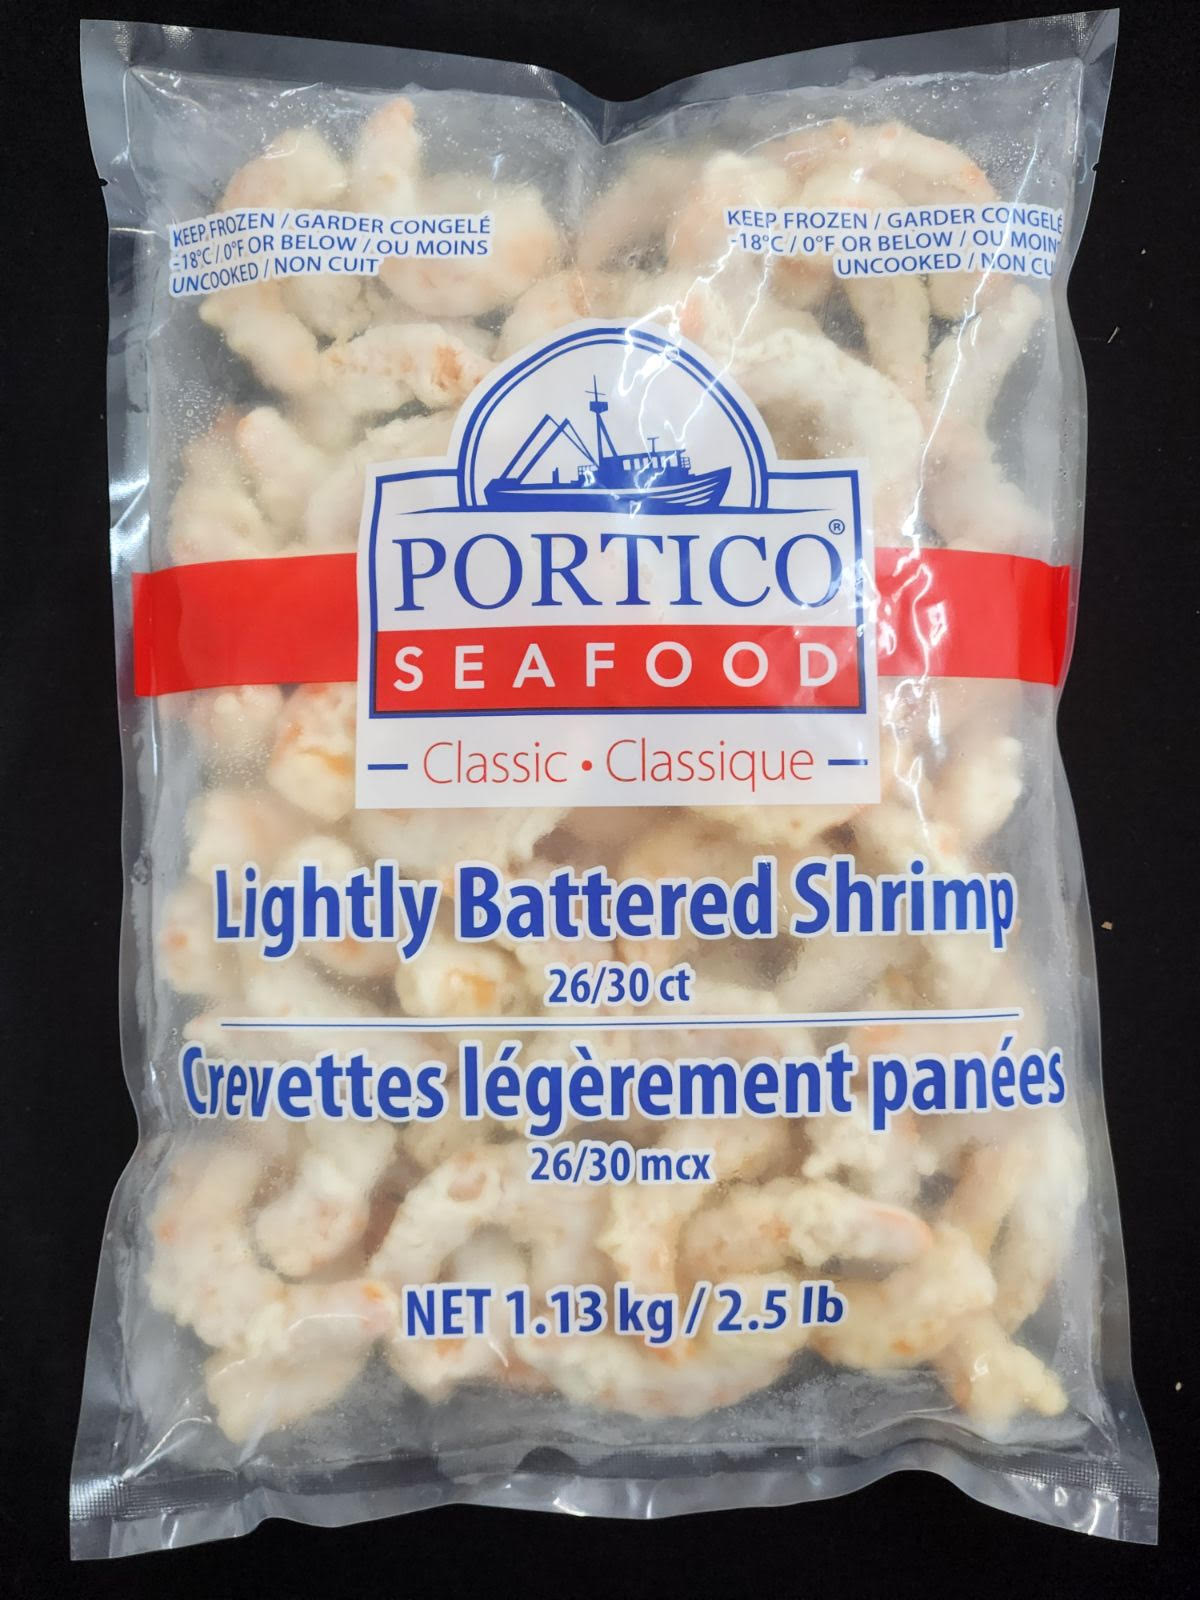 KEEP FROZEN / GARDER CONGELÉ
-18°C / 0°F OR BELOW / OU MOINS
UNCOOKED / NON CUIT
KEEP FROZEN / GARDER CONGELÉ
-18°C / 0°F OR BELOW / OU MOIN
UNCOOKED / NON CU
PORTICO®
SEAFOOD
Classic • Classique
Lightly Battered Shrimp
26/30 ct
Crevettes légèrement panées
26/30 mcx
NET 1.13 kg / 2.5 lb